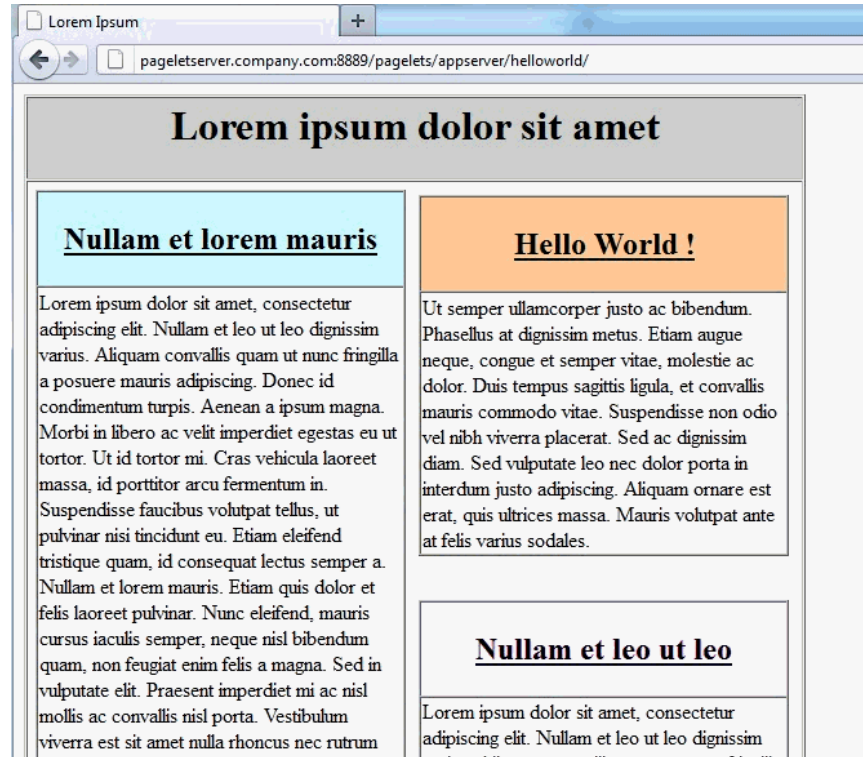 Lorem Ipsum
pageletserver.company.com:8889/pagelets/appserver/helloworld/
Lorem ipsum dolor sit amet
Nullam et lorem mauris
Lorem ipsum dolor sit amet, consectetur
adipiscing elit. Nullam et leo ut leo dignissim
varius. Aliquam convallis quam ut nunc fringilla
a posuere mauris adipiscing. Donec id
condimentum turpis. Aenean a ipsum magna.
Morbi in libero ac velit imperdiet egestas eu ut
tortor. Ut id tortor mi. Cras vehicula laoreet
massa, id porttitor arcu fermentum in.
Suspendisse faucibus volutpat tellus, ut
pulvinar nisi tincidunt eu. Etiam eleifend
tristique quam, id consequat lectus semper a.
Nullam et lorem mauris. Etiam quis dolor et
felis laoreet pulvinar. Nunc eleifend, mauris
cursus iaculis semper, neque nisl bibendum
quam, non feugiat enim felis a magna. Sed in
vulputate elit. Praesent imperdiet mi ac nisl
mollis ac convallis nisl porta. Vestibulum
viverra est sit amet nulla rhoncus nec rutrum
Hello World !
Ut semper ullamcorper justo ac bibendum.
Phasellus at dignissim metus. Etiam augue
neque, congue et semper vitae, molestie ac
dolor. Duis tempus sagittis ligula, et convallis
mauris commodo vitae. Suspendisse non odio
vel nibh viverra placerat. Sed ac dignissim
diam. Sed vulputate leo nec dolor porta in
interdum justo adipiscing. Aliquam ornare est
erat, quis ultrices massa. Mauris volutpat ante
at felis varius sodales.
Nullam et leo ut leo
Lorem ipsum dolor sit amet, consectetur
adipiscing elit. Nullam et leo ut leo dignissim